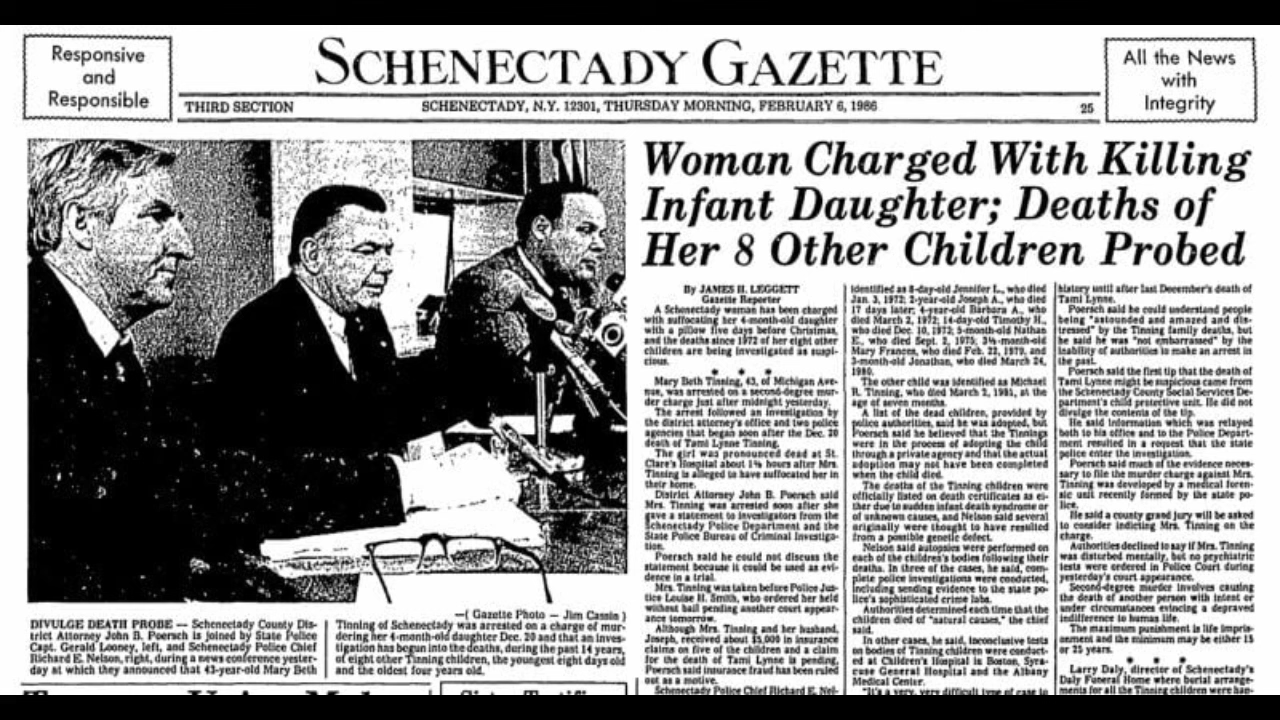 Responsive
and
Responsible
SCHENECTADY GAZETTE
All the News
with
Integrity
THIRD SECTION
SCHENECTADY, N.Y. 12301, THURSDAY MORNING, FEBRUARY 6, 1986
25
Woman Charged With Killing
Infant Daughter; Deaths of
Her 8 Other Children Probed
—( Gazette Photo — Jim Cassin )
DIVULGE DEATH PROBE — Schenectady County Dis-
trict Attorney John B. Poersch is joined by State Police
Capt. Gerald Looney, left, and Schenectady Police Chief
Richard E. Nelson, right, during a news conference yester-
day at which they announced that 43-year-old Mary Beth
Tinning of Schenectady was arrested on a charge of mur-
dering her 4-month-old daughter Dec. 20 and that an inves-
tigation has begun into the deaths, during the past 14 years,
of eight other Tinning children, the youngest eight days old
and the oldest four years old.
By JAMES H. LEGGETT
Gazette Reporter
A Schenectady woman has been charged
with suffocating her 4-month-old daughter
with a pillow five days before Christmas,
and the deaths since 1972 of her eight other
children are being investigated as suspi-
cious.
* * *
Mary Beth Tinning, 43, of Michigan Ave-
nue, was arrested on a second-degree mur-
der charge just after midnight yesterday.
The arrest followed an investigation by
the district attorney's office and two police
agencies that began soon after the Dec. 20
death of Tami Lynne Tinning.
The girl was pronounced dead at St.
Clare's Hospital about 1½ hours after Mrs.
Tinning is alleged to have suffocated her in
their home.
District Attorney John B. Poersch said
Mrs. Tinning was arrested soon after she
gave a statement to investigators from the
Schenectady Police Department and the
State Police Bureau of Criminal Investiga-
tion.
Poersch said he could not discuss the
statement because it could be used as evi-
dence in a trial.
Mrs. Tinning was taken before Police Jus-
tice Louise H. Smith, who ordered her held
without bail pending another court appear-
ance tomorrow.
Although Mrs. Tinning and her husband,
Joseph, received about $5,000 in insurance
claims on five of the children and a claim
for the death of Tami Lynne is pending,
Poersch said insurance fraud has been ruled
out as a motive.
Schenectady Police Chief Richard E. Nel-
identified as 8-day-old Jennifer L., who died
Jan. 3, 1972; 2-year-old Joseph A., who died
17 days later; 4-year-old Barbara A., who
died March 2, 1972; 14-day-old Timothy H.,
who died Dec. 10, 1972; 5-month-old Nathan
E., who died Sept. 2, 1975; 3½-month-old
Mary Frances, who died Feb. 22, 1979, and
3-month-old Jonathan, who died March 24,
1980.
The other child was identified as Michael
R. Tinning, who died March 2, 1981, at the
age of seven months.
A list of the dead children, provided by
police authorities, said he was adopted, but
Poersch said he believed that the Tinnings
were in the process of adopting the child
through a private agency and that the actual
adoption may not have been completed
when the child died.
The deaths of the Tinning children were
officially listed on death certificates as ei-
ther due to sudden infant death syndrome or
of unknown causes, and Nelson said several
originally were thought to have resulted
from a possible genetic defect.
Nelson said autopsies were performed on
each of the children's bodies following their
deaths. In three of the cases, he said, com-
plete police investigations were conducted,
including sending evidence to the state po-
lice's sophisticated crime labs.
Authorities determined each time that the
children died of "natural causes," the chief
said.
In other cases, he said, inconclusive tests
on bodies of Tinning children were conduct-
ed at Children's Hospital in Boston, Syra-
cuse General Hospital and the Albany
Medical Center.
"It's a very, very difficult type of case to
history until after last December's death of
Tami Lynne.
Poersch said he could understand people
being "astounded and amazed and dis-
tressed" by the Tinning family deaths, but
he said he was "not embarrassed" by the
inability of authorities to make an arrest in
the past.
Poersch said the first tip that the death of
Tami Lynne might be suspicious came from
the Schenectady County Social Services De-
partment's child protective unit. He did not
divulge the contents of the tip.
He said information which was relayed
both to his office and to the Police Depart-
ment resulted in a request that the state
police enter the investigation.
Poersch said much of the evidence neces-
sary to file the murder charge against Mrs.
Tinning was developed by a medical foren-
sic unit recently formed by the state po-
lice.
He said a county grand jury will be asked
to consider indicting Mrs. Tinning on the
charge.
Authorities declined to say if Mrs. Tinning
was disturbed mentally, but no psychiatric
tests were ordered in Police Court during
yesterday's court appearance.
Second-degree murder involves causing
the death of another person with intent or
under circumstances evincing a depraved
indifference to human life.
The maximum punishment is life impris-
onment and the minimum may be either 15
or 25 years.
* * *
Larry Daly, director of Schenectady's
Daly Funeral Home where burial arrange-
ments for all the Tinning children were han-